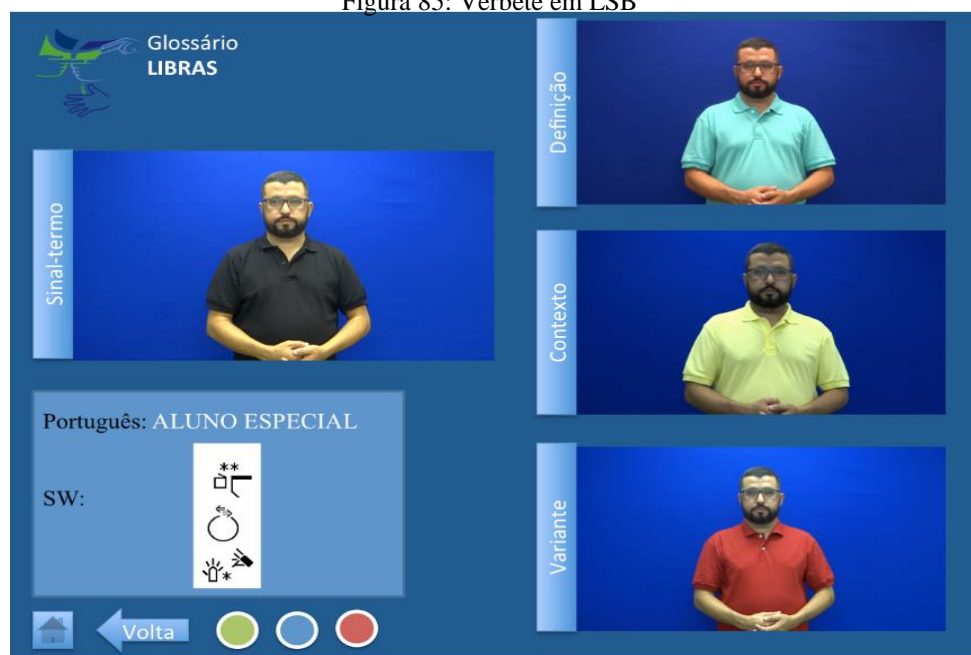 Figura 85: Verbete em LSB
Glossário
LIBRAS
Sinal-termo
Português: ALUNO ESPECIAL
SW:
Volta
Definição
Contexto
Variante